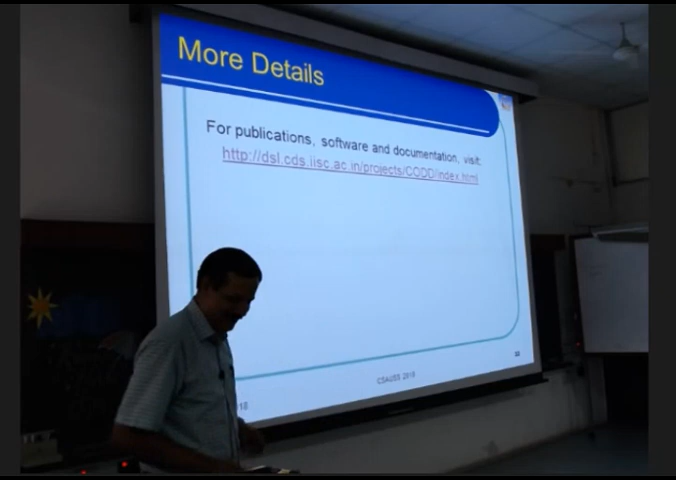 More Details
For publications, software and documentation, visit:
http://dsl.cds.iisc.ac.in/projects/CODD/index.html
CSAUSS 2018